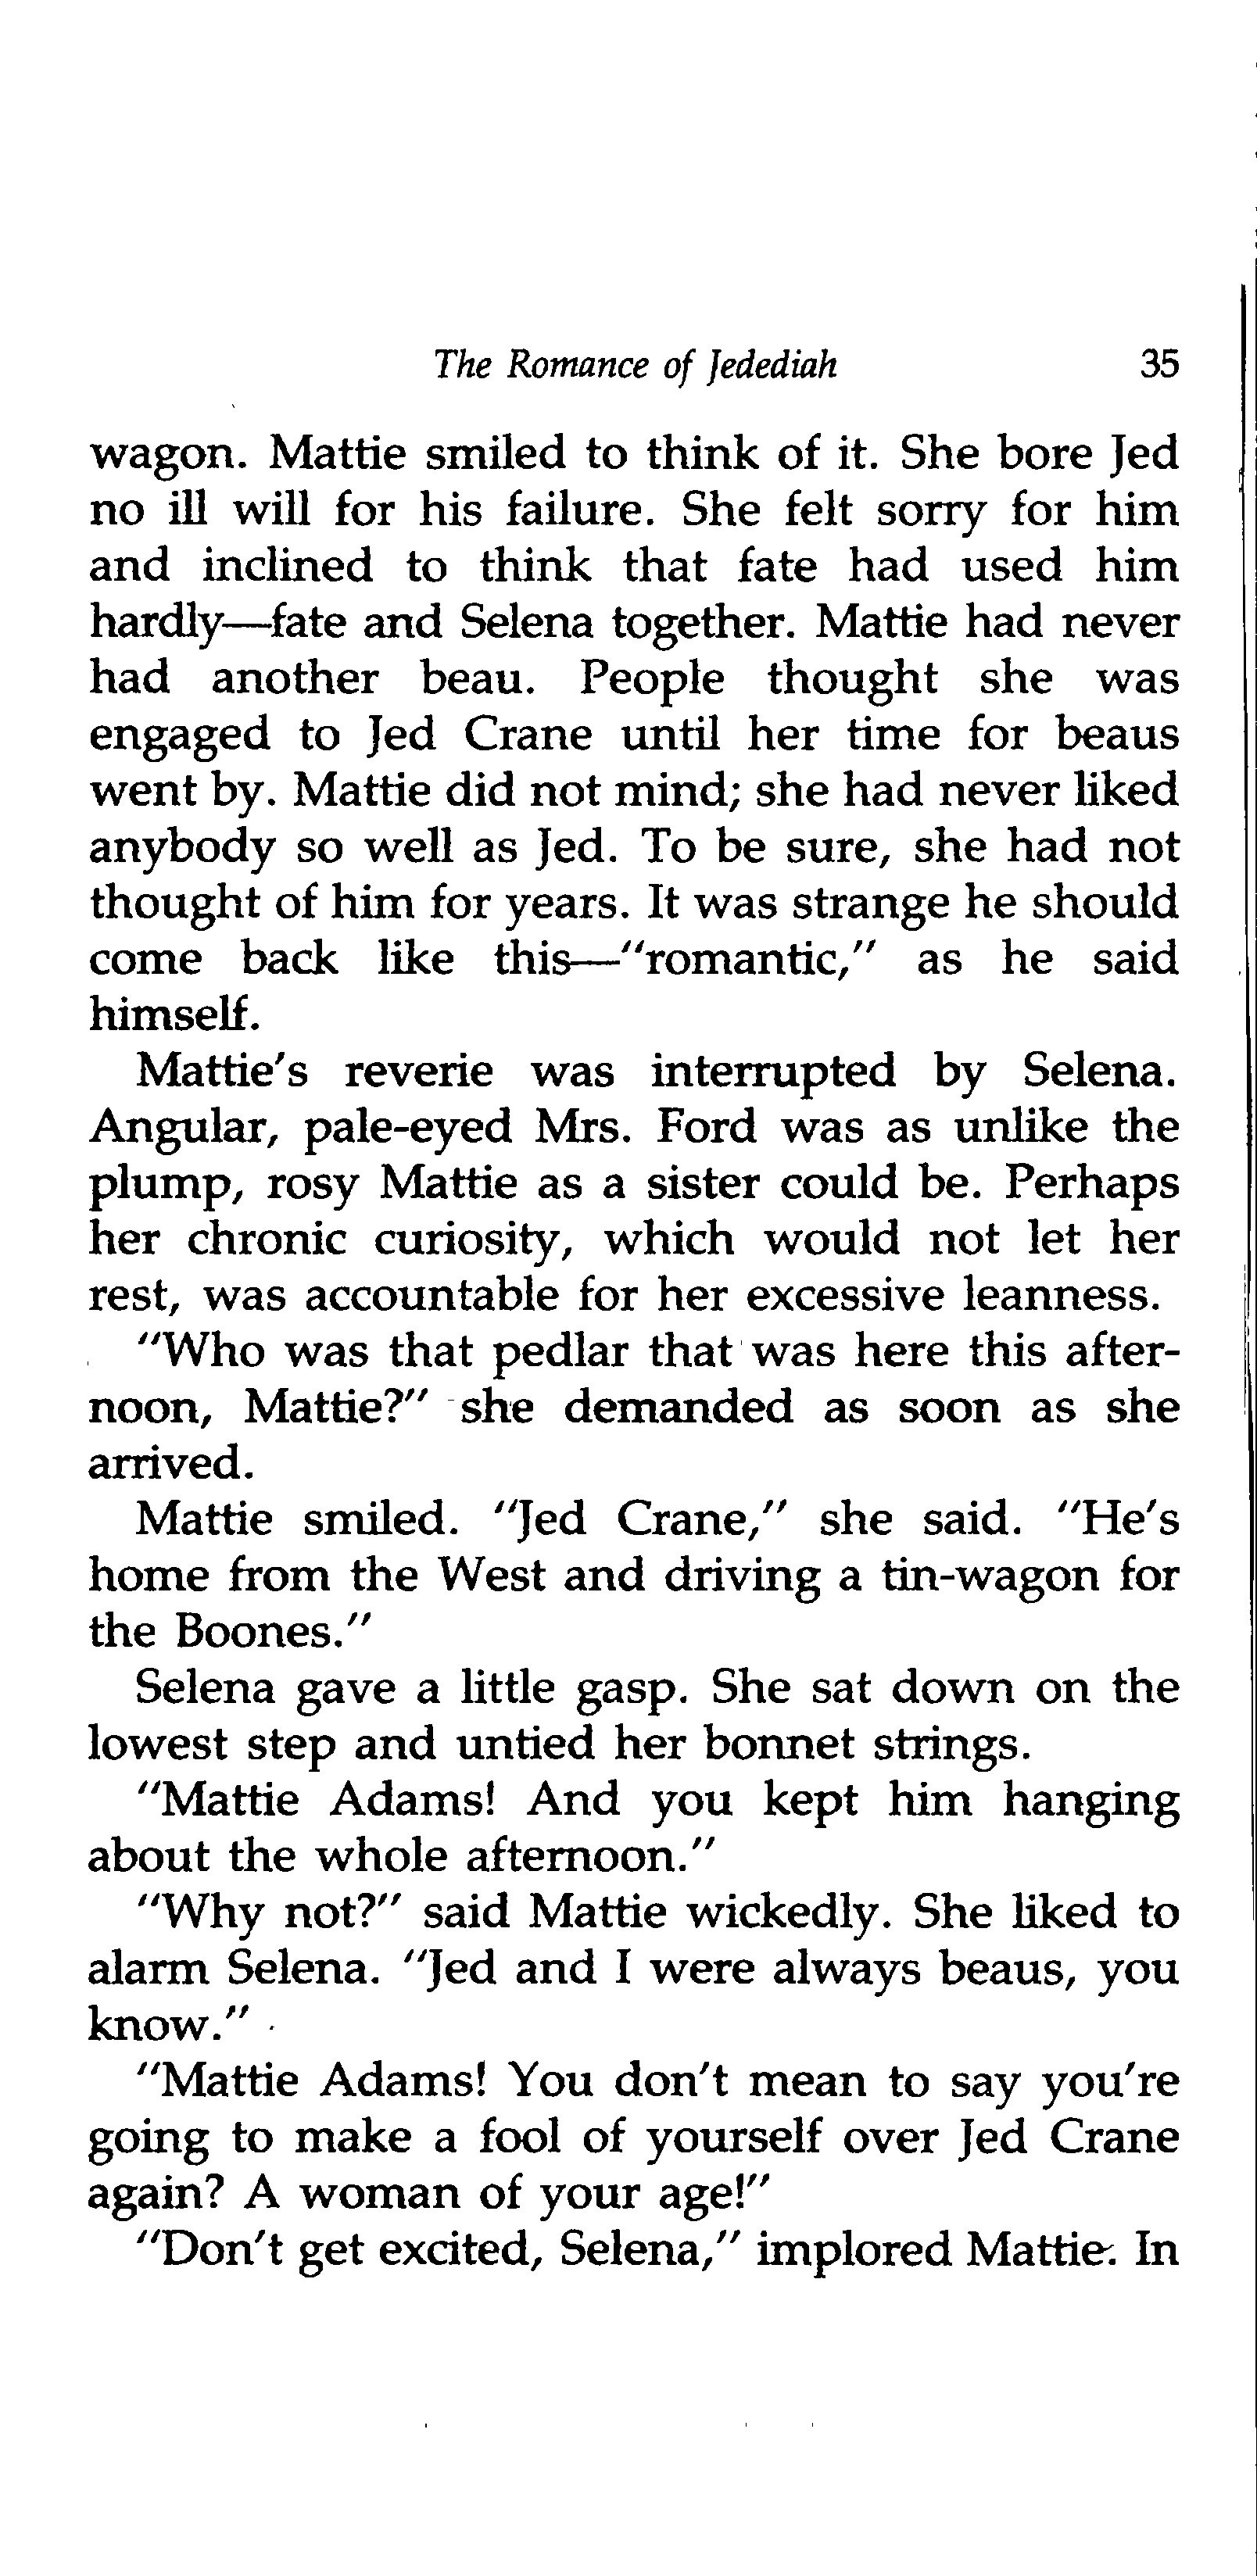 The Romance of Jedediah 35
wagon. Mattie smiled to think of it. She bore Jed
no ill will for his failure. She felt sorry for him
and inclined to think that fate had used him
hardly—fate and Selena together. Mattie had never
had another beau. People thought she was
engaged to Jed Crane until her time for beaus
went by. Mattie did not mind; she had never liked
anybody so well as Jed. To be sure, she had not
thought of him for years. It was strange he should
come back like this—"romantic," as he said
himself.
Mattie's reverie was interrupted by Selena.
Angular, pale-eyed Mrs. Ford was as unlike the
plump, rosy Mattie as a sister could be. Perhaps
her chronic curiosity, which would not let her
rest, was accountable for her excessive leanness.
"Who was that pedlar that was here this after-
noon, Mattie?" she demanded as soon as she
arrived.
Mattie smiled. "Jed Crane," she said. "He's
home from the West and driving a tin-wagon for
the Boones."
Selena gave a little gasp. She sat down on the
lowest step and untied her bonnet strings.
"Mattie Adams! And you kept him hanging
about the whole afternoon."
"Why not?" said Mattie wickedly. She liked to
alarm Selena. "Jed and I were always beaus, you
know."
"Mattie Adams! You don't mean to say you're
going to make a fool of yourself over Jed Crane
again? A woman of your age!"
"Don't get excited, Selena," implored Mattie. In